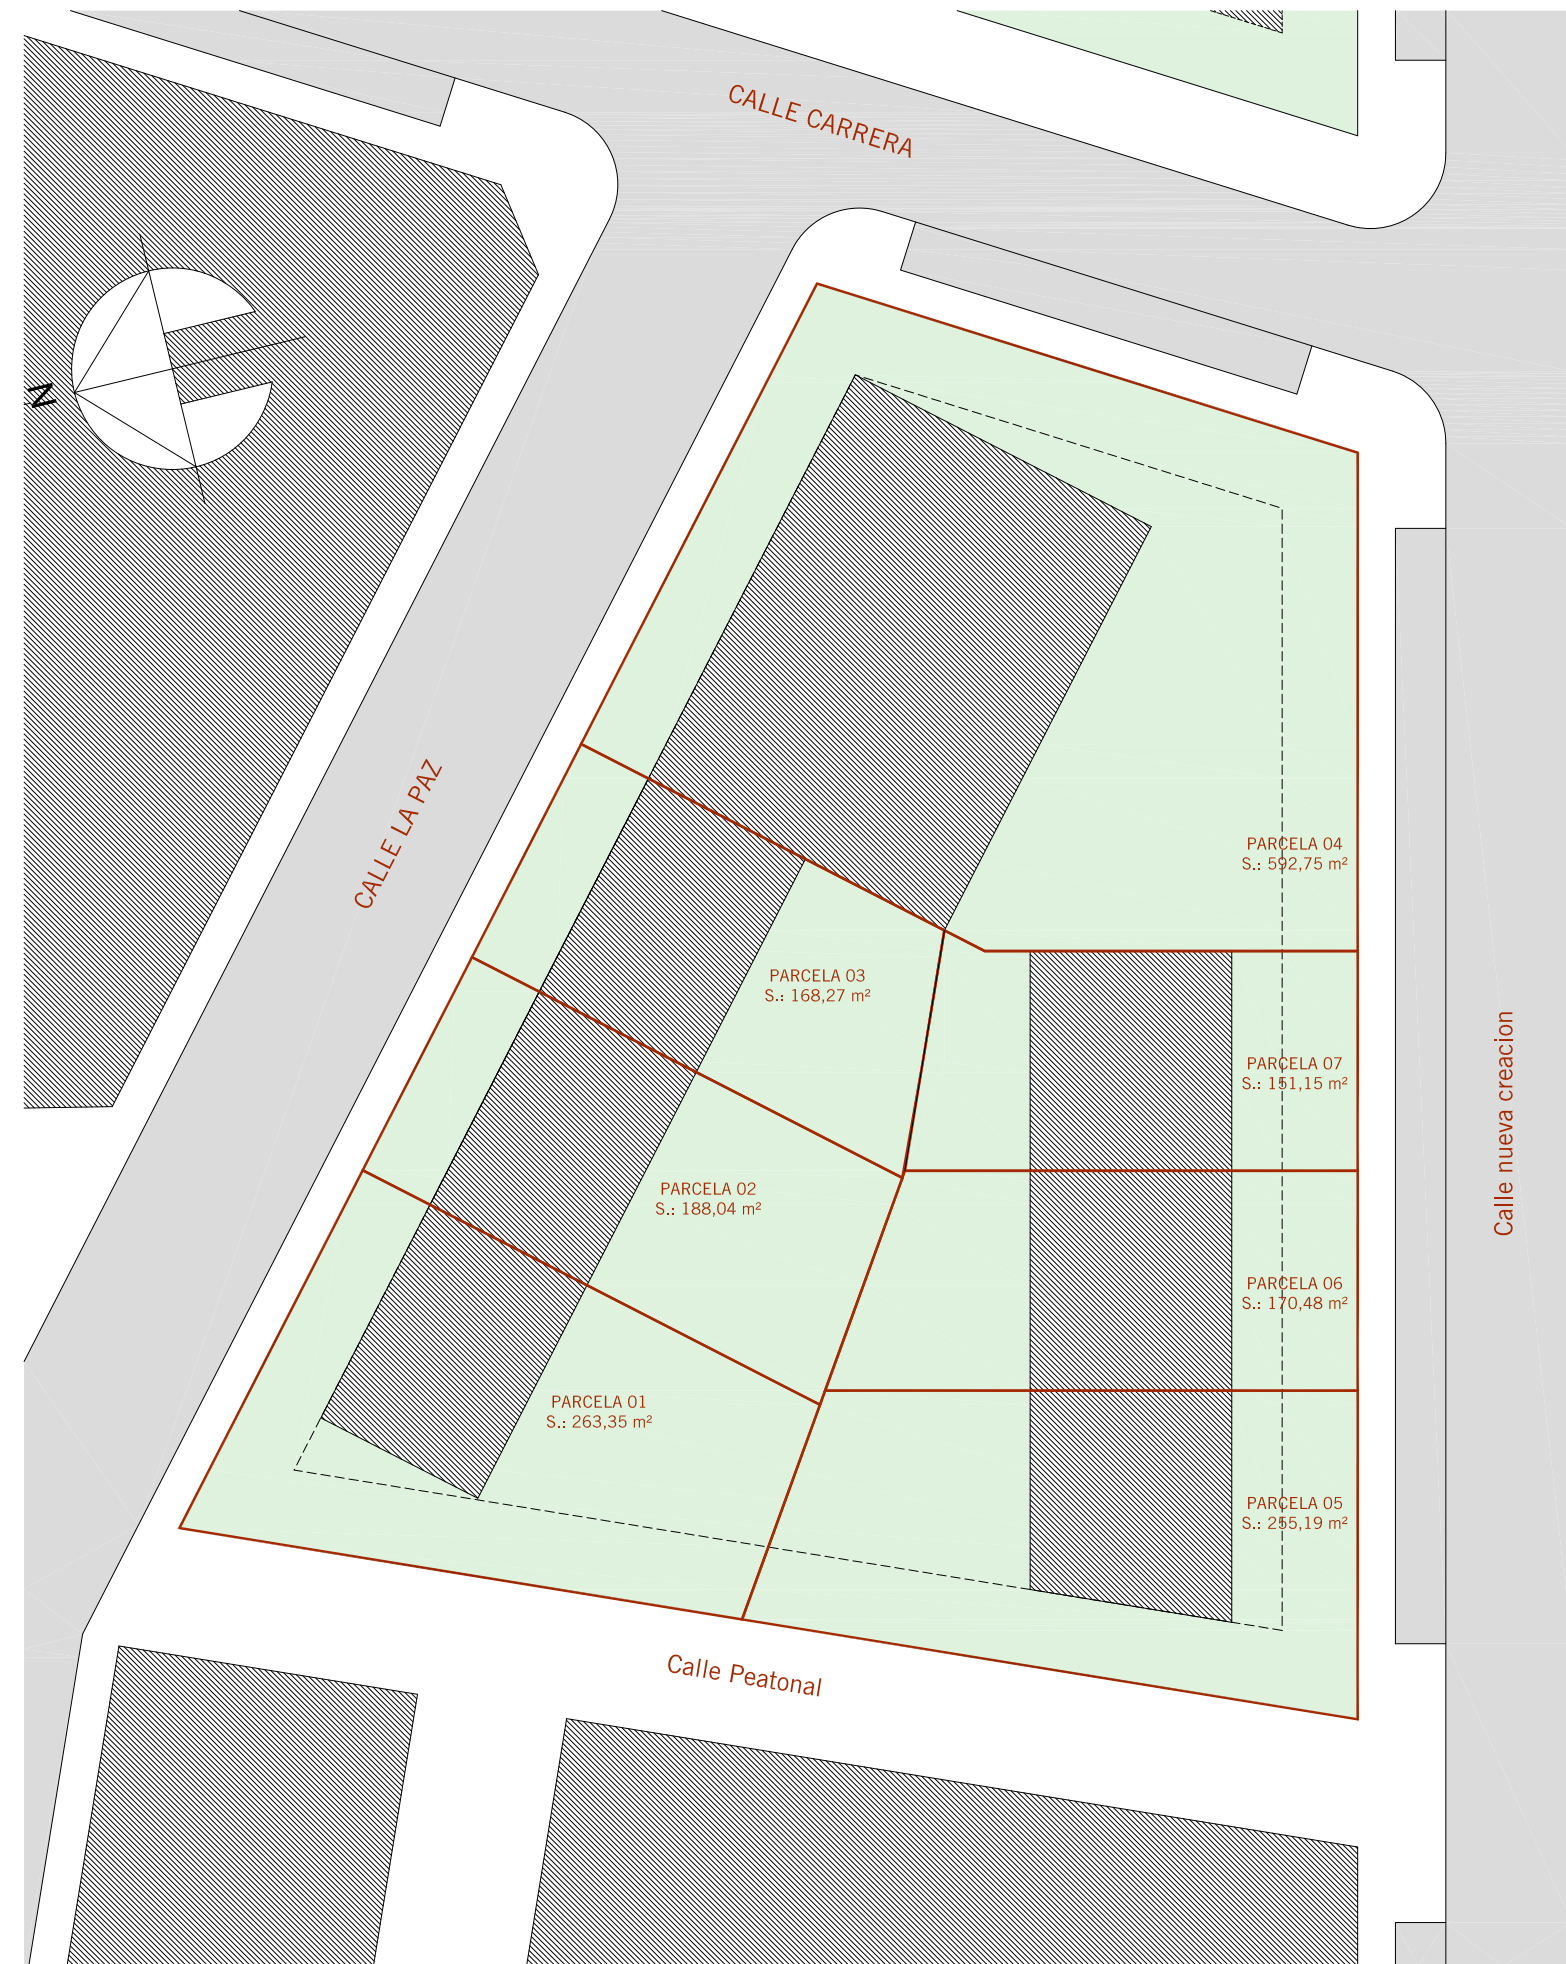 CALLE CARRERA
N
CALLE LA PAZ
PARCELA 04
S.: 592,75 m²
PARCELA 03
S.: 168,27 m²
PARCELA 07
S.: 151,15 m²
Calle nueva creacion
PARCELA 02
S.: 188,04 m²
PARCELA 06
S.: 170,48 m²
PARCELA 01
S.: 263,35 m²
PARCELA 05
S.: 255,19 m²
Calle Peatonal